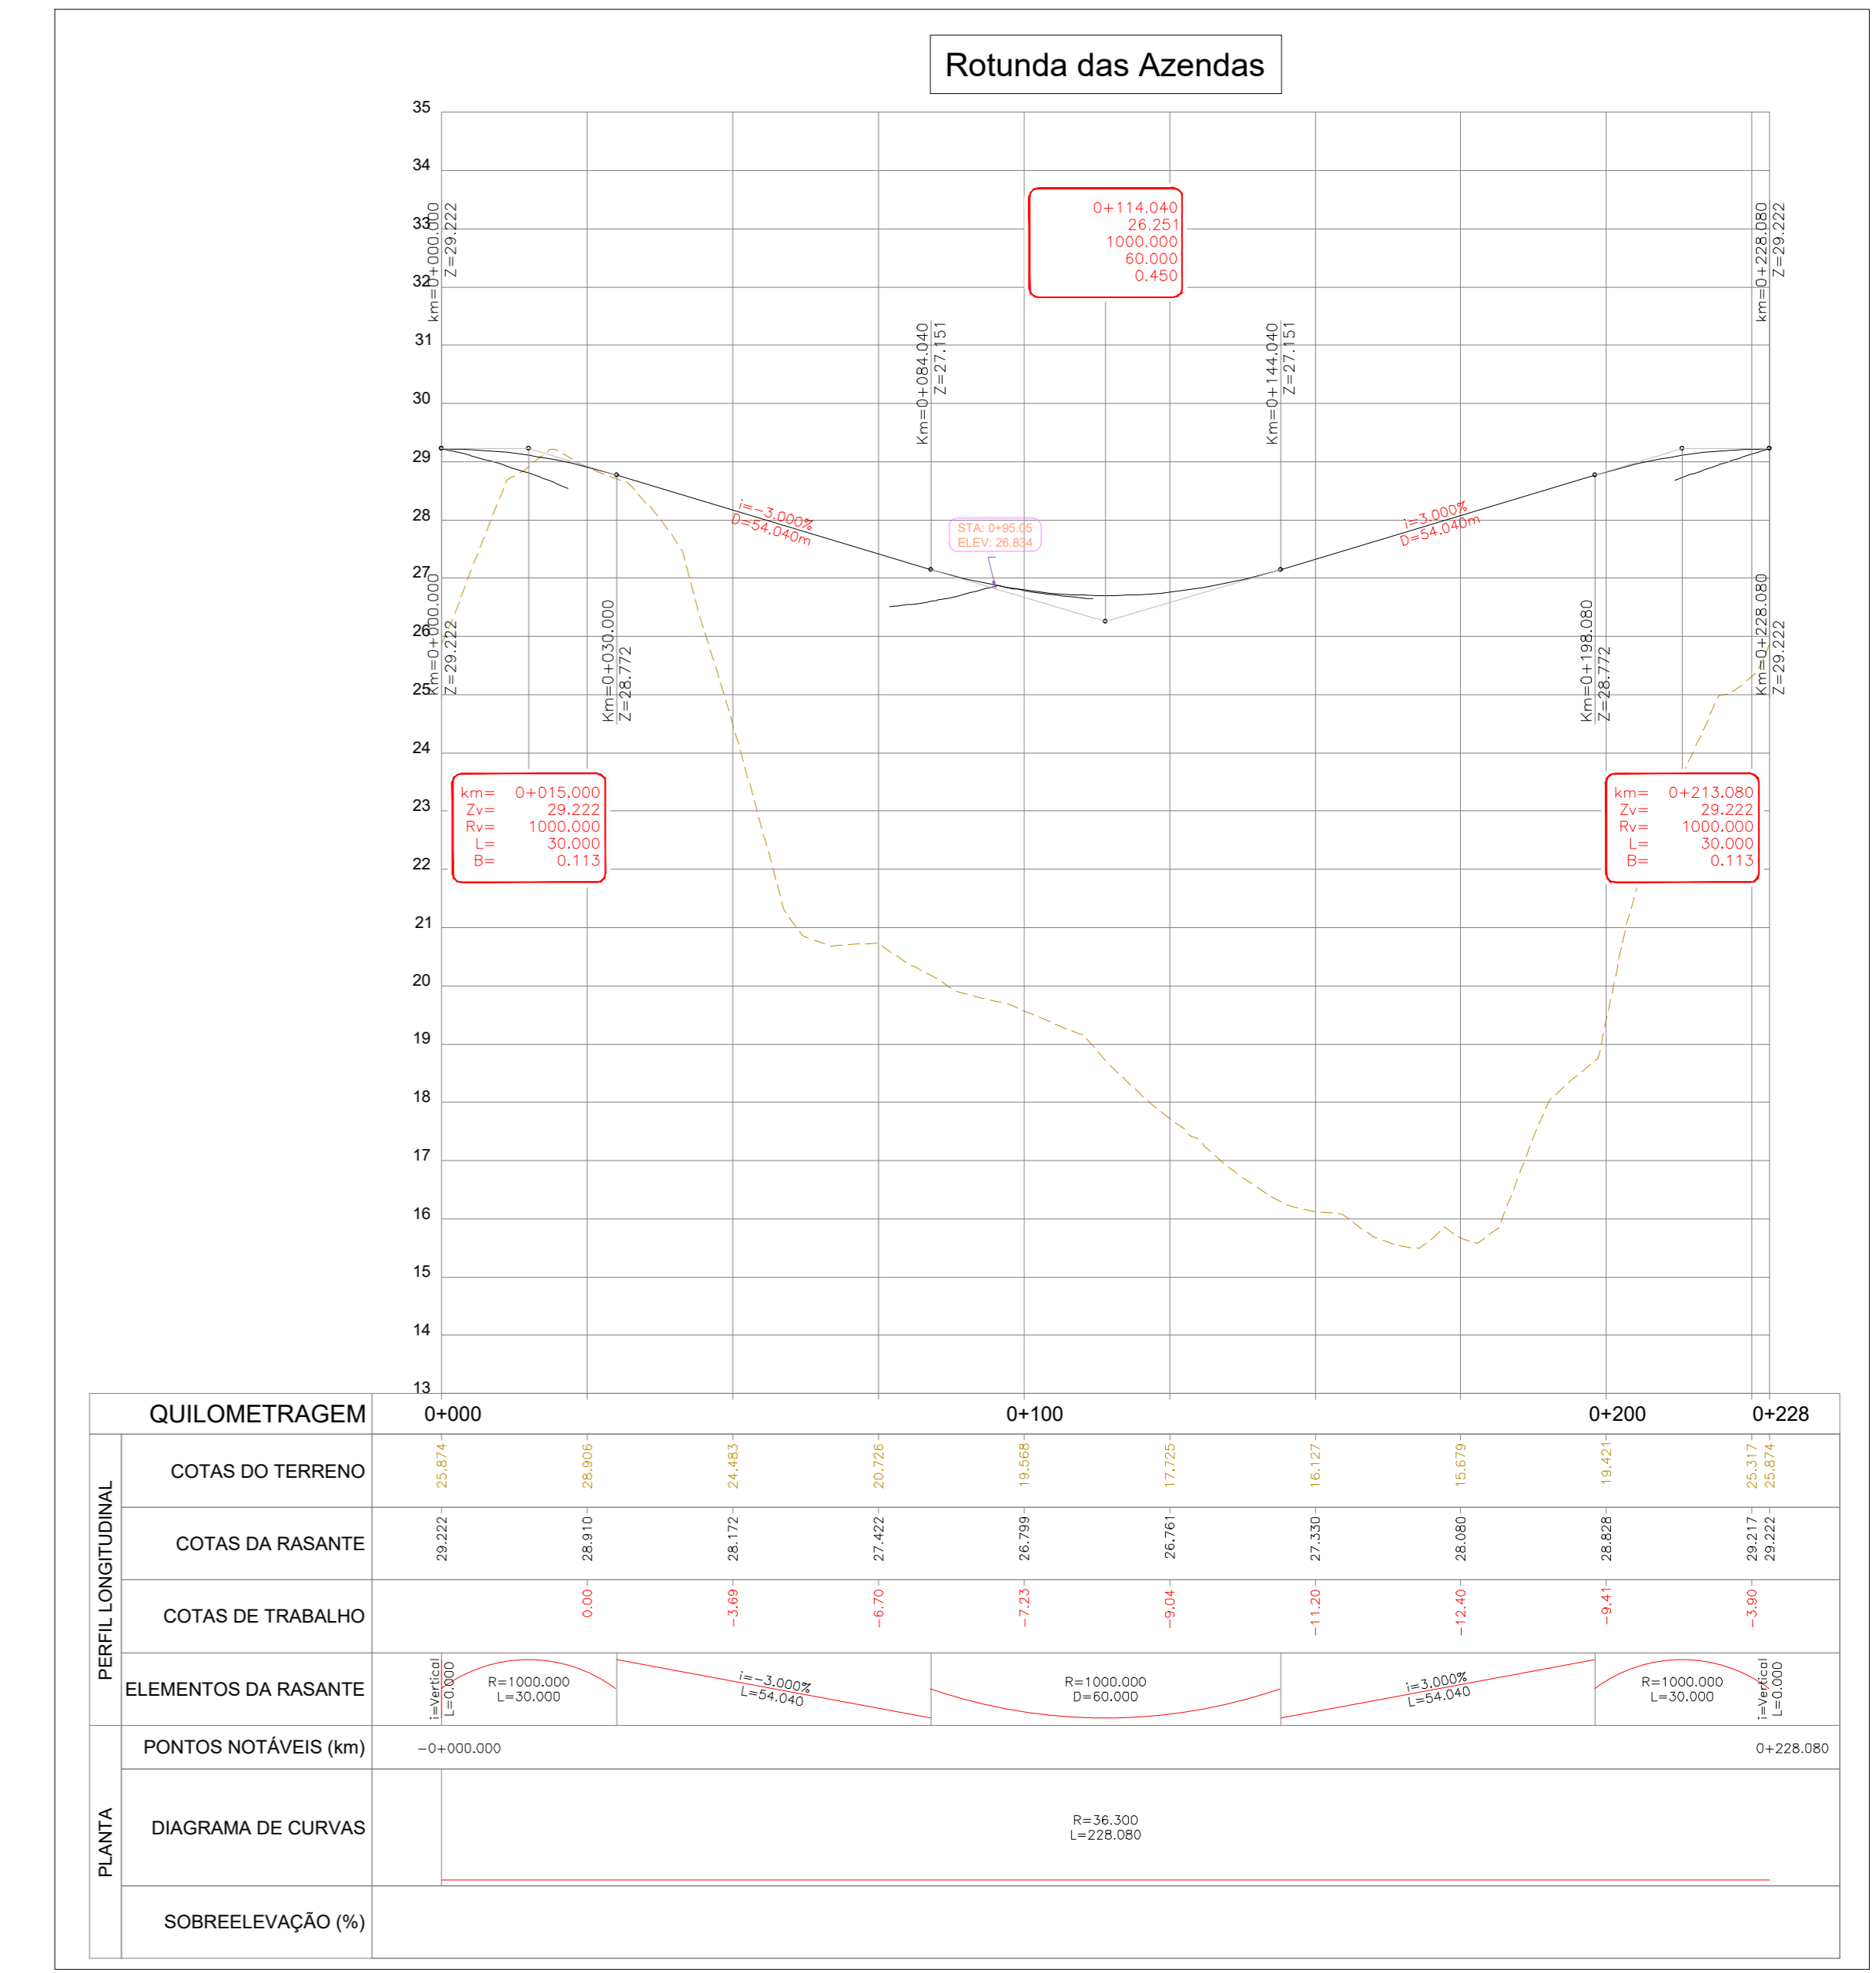 Rotunda das Azendas
35
34
33
32
31
30
29
28
27
26
25
24
23
22
21
20
19
18
17
16
15
14
13
km=0+000.000
Z=29.222
0+114.040
26.251
1000.000
60.000
0.450
km=0+228.080
Z=29.222
Km=0+084.040
Z=27.151
Km=0+144.040
Z=27.151
i=-3.000%
D=54.040m
STA: 0+95.05
ELEV: 26.834
i=3.000%
D=54.040m
Km=0+000.000
Z=29.222
Km=0+030.000
Z=28.772
Km=0+198.080
Z=28.772
Km=0+228.080
Z=29.222
km= 0+015.000
Zv= 29.222
Rv= 1000.000
L= 30.000
B= 0.113
km= 0+213.080
Zv= 29.222
Rv= 1000.000
L= 30.000
B= 0.113
QUILOMETRAGEM 0+000 0+100 0+200 0+228
PERFIL LONGITUDINAL
COTAS DO TERRENO 25.874 28.906 24.483 20.726 19.568 17.725 16.127 15.679 19.421 25.317 25.874
COTAS DA RASANTE 29.222 28.910 28.172 27.422 26.799 26.761 27.330 28.080 28.828 29.217 29.222
COTAS DE TRABALHO 0.00 -3.69 -6.70 -7.23 -9.04 -11.20 -12.40 -9.41 -3.90
ELEMENTOS DA RASANTE
i=Vertical
L=0.000
R=1000.000
L=30.000
i=-3.000%
L=54.040
R=1000.000
D=60.000
i=3.000%
L=54.040
R=1000.000
L=30.000
i=Vertical
L=0.000
PLANTA
PONTOS NOTÁVEIS (km) -0+000.000 0+228.080
DIAGRAMA DE CURVAS
R=36.300
L=228.080
SOBREELEVAÇÃO (%)